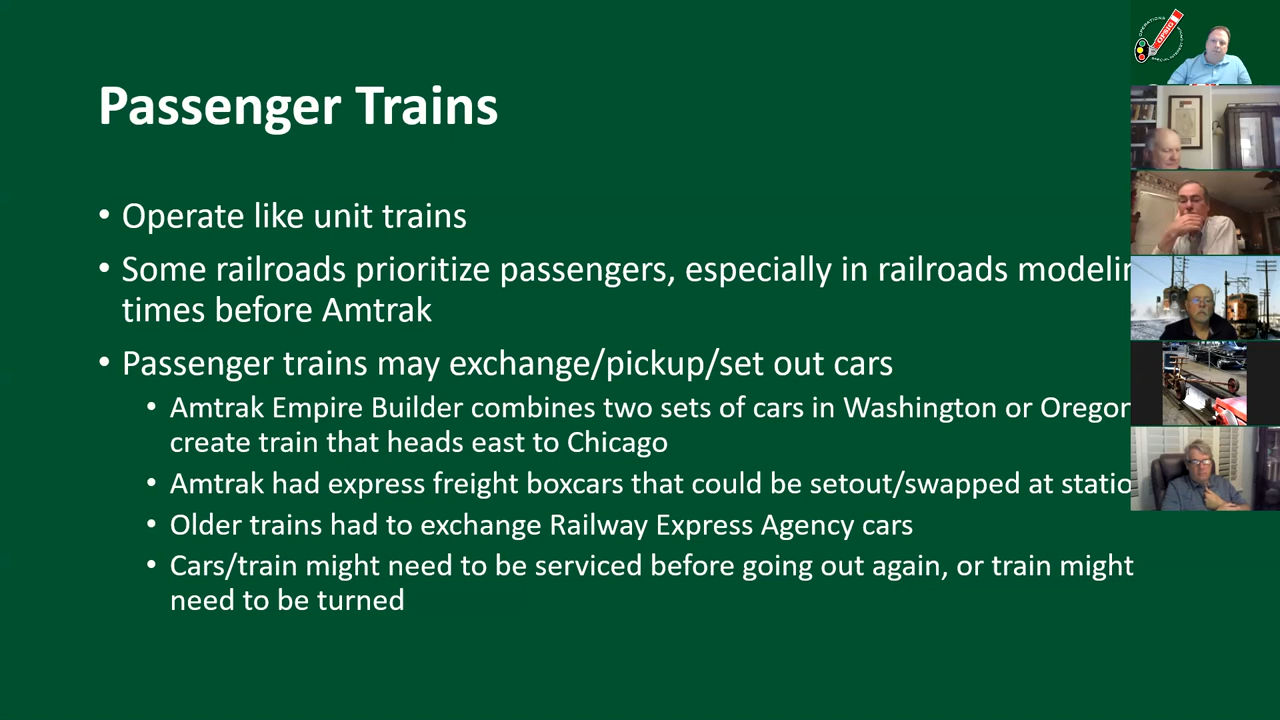 Passenger Trains
• Operate like unit trains
• Some railroads prioritize passengers, especially in railroads
times before Amtrak
• Passenger trains may exchange/pickup/set out cars
• Amtrak Empire Builder combines two sets of cars in Washington or
create train that heads east to Chicago
• Amtrak had express freight boxcars that could be setout/swapped at
• Older trains had to exchange Railway Express Agency cars
• Cars/train might need to be serviced before going out again, or train might
need to be turned
OPERATIONS
OPSIG